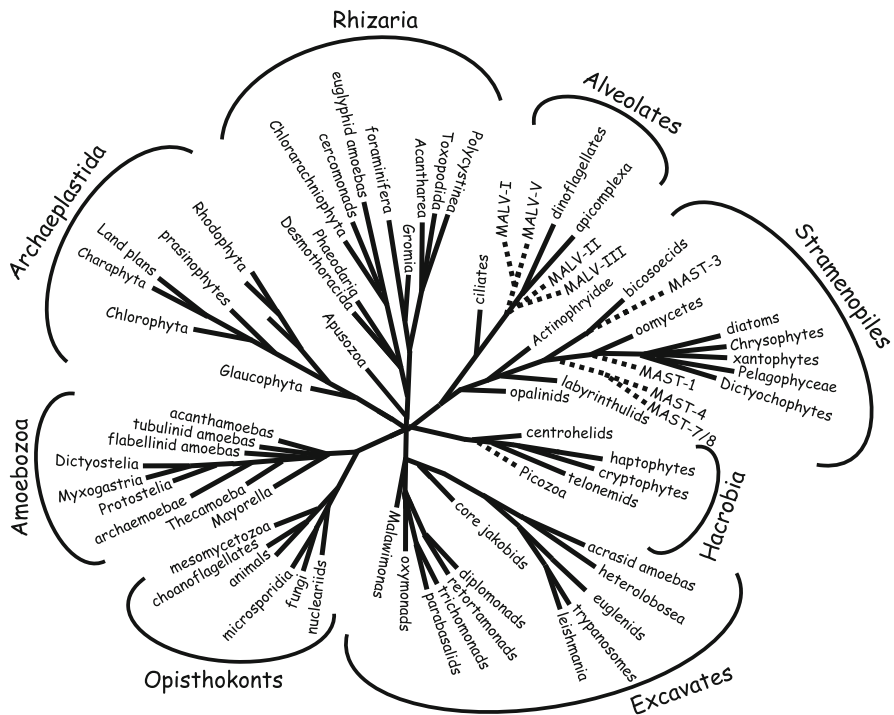 Rhizaria
Alveolates
Stramenopiles
Hacrobia
Excavates
Opisthokonts
Amoebozoa
Archaeplastida
Land plans
Charaphyta
Chlorophyta
prasinophytes
Rhodophyta
Glaucophyta
Apusozoa
Desmothoracida
Phaeodaria
Chlorarachniophyta
cercomonads
euglyphid amoebas
foraminifera
Gromia
Acantharea
Toxopodida
Polycystinea
ciliates
MALV-I
MALV-V
dinoflagellates
apicomplexa
MALV-II
MALV-III
Actinophryidae
bicosoecids
MAST-3
oomycetes
diatoms
Chrysophytes
xantophytes
Pelagophyceae
Dictyochophytes
MAST-1
MAST-4
MAST-7/8
labyrinthulids
opalinids
centrohelids
haptophytes
cryptophytes
telonemids
Picozoa
core jakobids
acrasid amoebas
heterolobosea
euglenids
trypanosomes
leishmania
diplomonads
retortamonads
trichomonads
parabasalids
oxymonads
Malawimonas
nucleariids
fungi
microsporidia
animals
choanoflagellates
mesomycetozoa
Mayorella
Thecamoeba
archaemoebae
Protostelia
Myxogastria
Dictyostelia
flabellinid amoebas
tubulinid amoebas
acanthamoebas